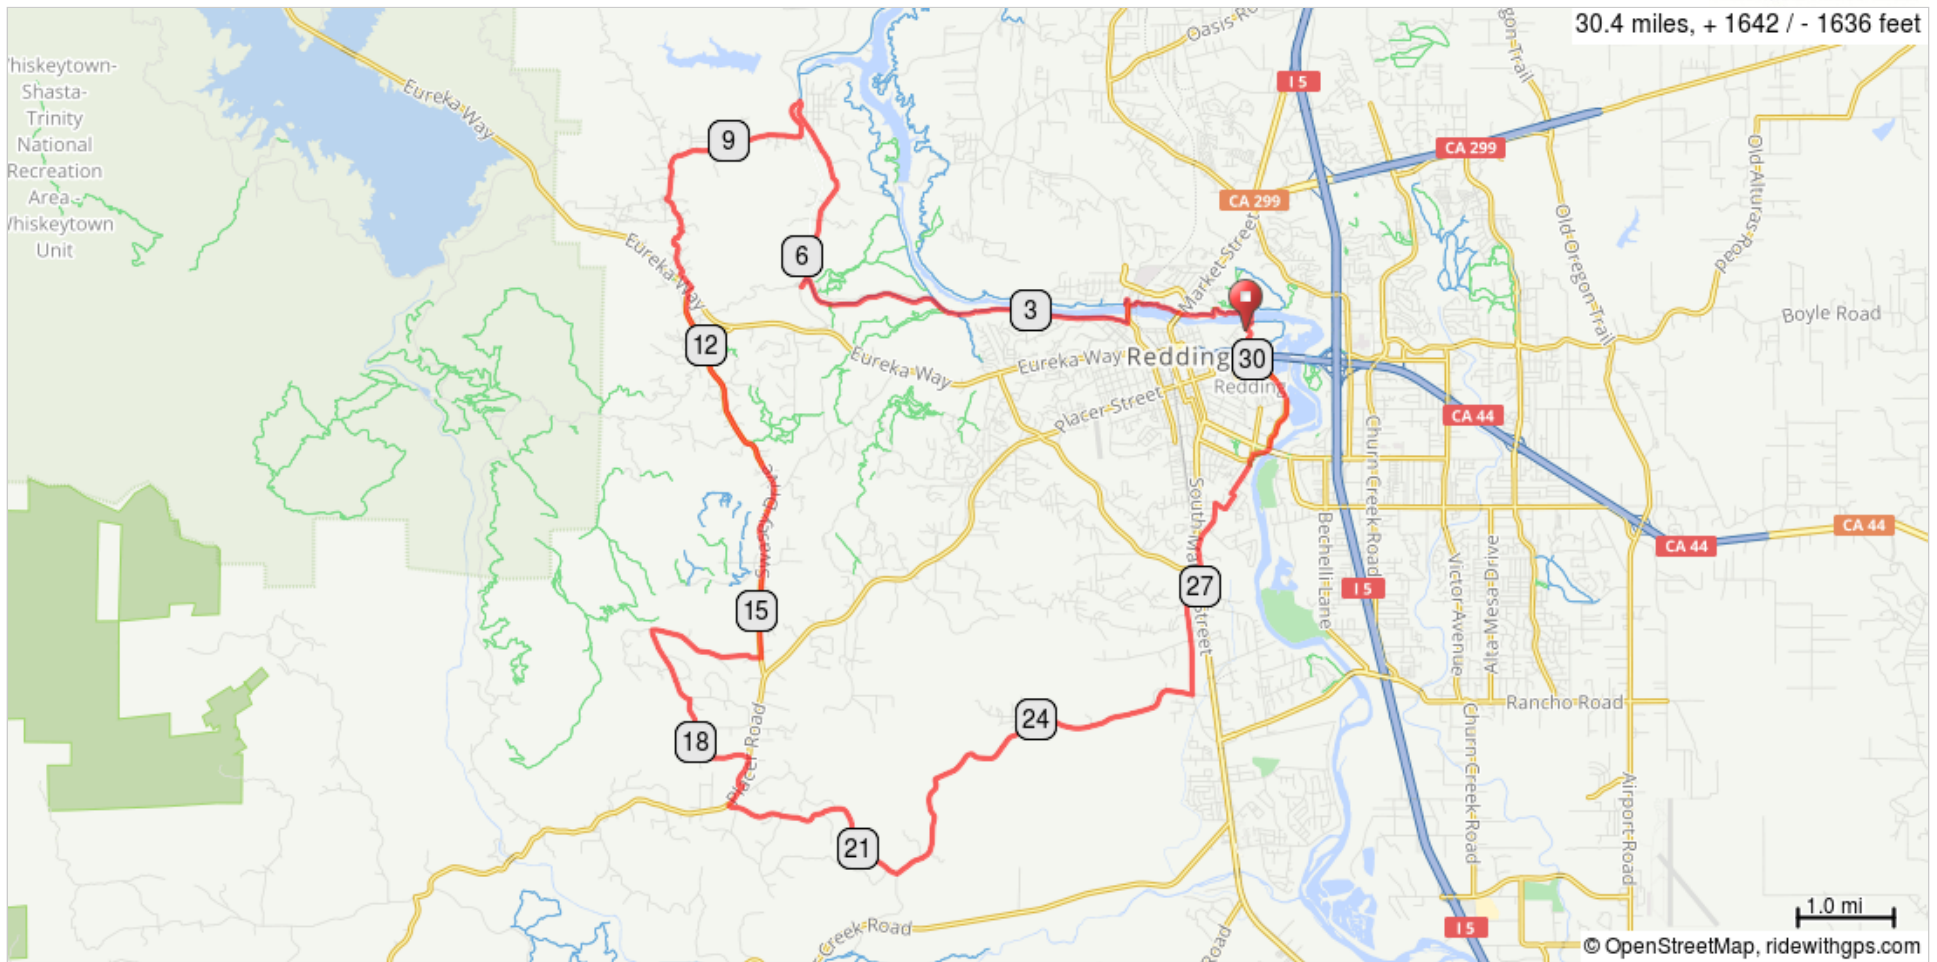 30.4 miles, + 1642 / - 1636 feet
Oasis
I 5
Eureka Way
Shasta-
Trinity
National
Recreation
Area -
Unit
9
CA 299
CA 299
Old Alturas Road
Old Oregon Trail
Eureka Way
6
Market Street
3
Boyle Road
12
Eureka Way
Eureka Way
Redding
30
Redding
Placer Street
CA 44
Churn Creek Road
Swasey Drive
South
Street
Bechelli Lane
CA 44
CA 44
Victor Avenue
Alta Mesa Drive
I 5
27
15
Rancho Road
24
18
Placer Road
Churn Creek Road
Airport Road
21
1.0 mi
Creek Road
Road
I 5
© OpenStreetMap, ridewithgps.com